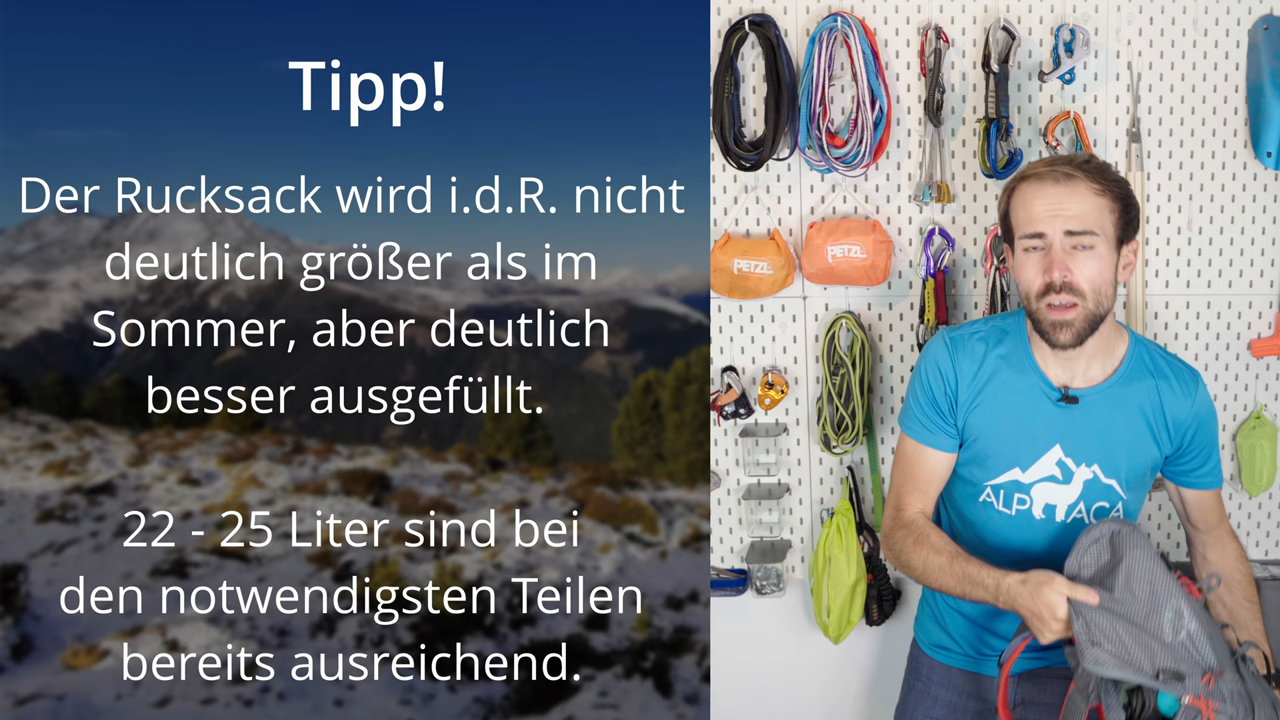 Tipp!
Der Rucksack wird i.d.R. nicht
deutlich größer als im
Sommer, aber deutlich
besser ausgefüllt.
22 - 25 Liter sind bei
den notwendigsten Teilen
bereits ausreichend.
PETZL
PETZL
ALPACA